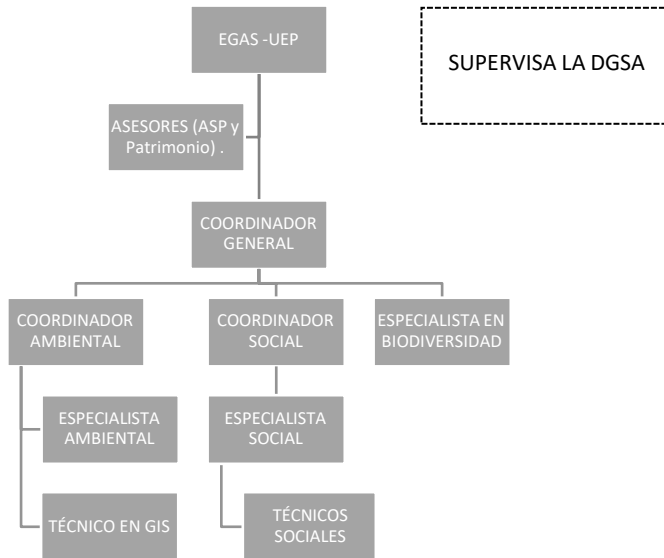 EGAS -UEP
SUPERVISA LA DGSA
ASESORES (ASP y
Patrimonio) .
COORDINADOR
GENERAL
COORDINADOR
AMBIENTAL
COORDINADOR
SOCIAL
ESPECIALISTA EN
BIODIVERSIDAD
ESPECIALISTA
AMBIENTAL
ESPECIALISTA
SOCIAL
TÉCNICO EN GIS
TÉCNICOS
SOCIALES